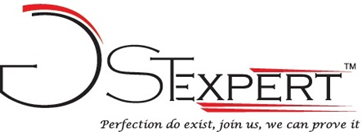 GSTEXPERT™
Perfection do exist, join us, we can prove it